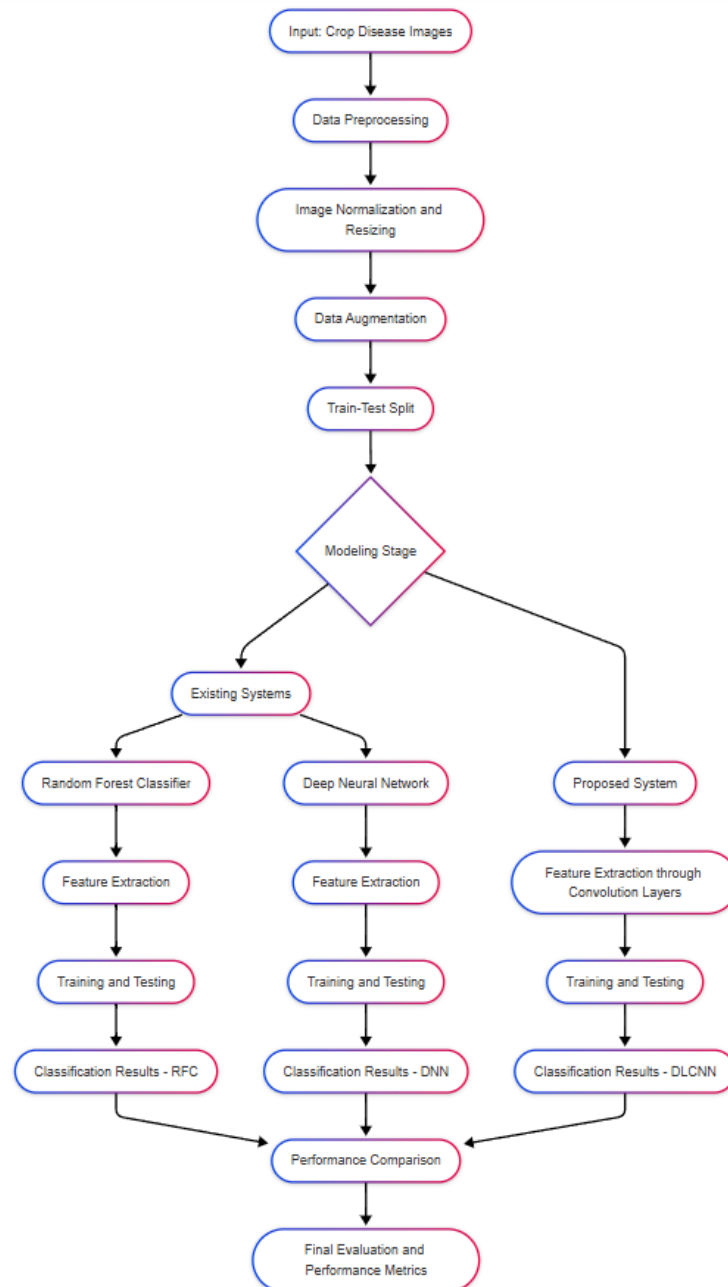 Input: Crop Disease Images
Data Preprocessing
Image Normalization and
Resizing
Data Augmentation
Train-Test Split
Modeling Stage
Existing Systems
Random Forest Classifier
Deep Neural Network
Proposed System
Feature Extraction
Feature Extraction
Feature Extraction through
Convolution Layers
Training and Testing
Training and Testing
Training and Testing
Classification Results - RFC
Classification Results - DNN
Classification Results - DLCNN
Performance Comparison
Final Evaluation and
Performance Metrics